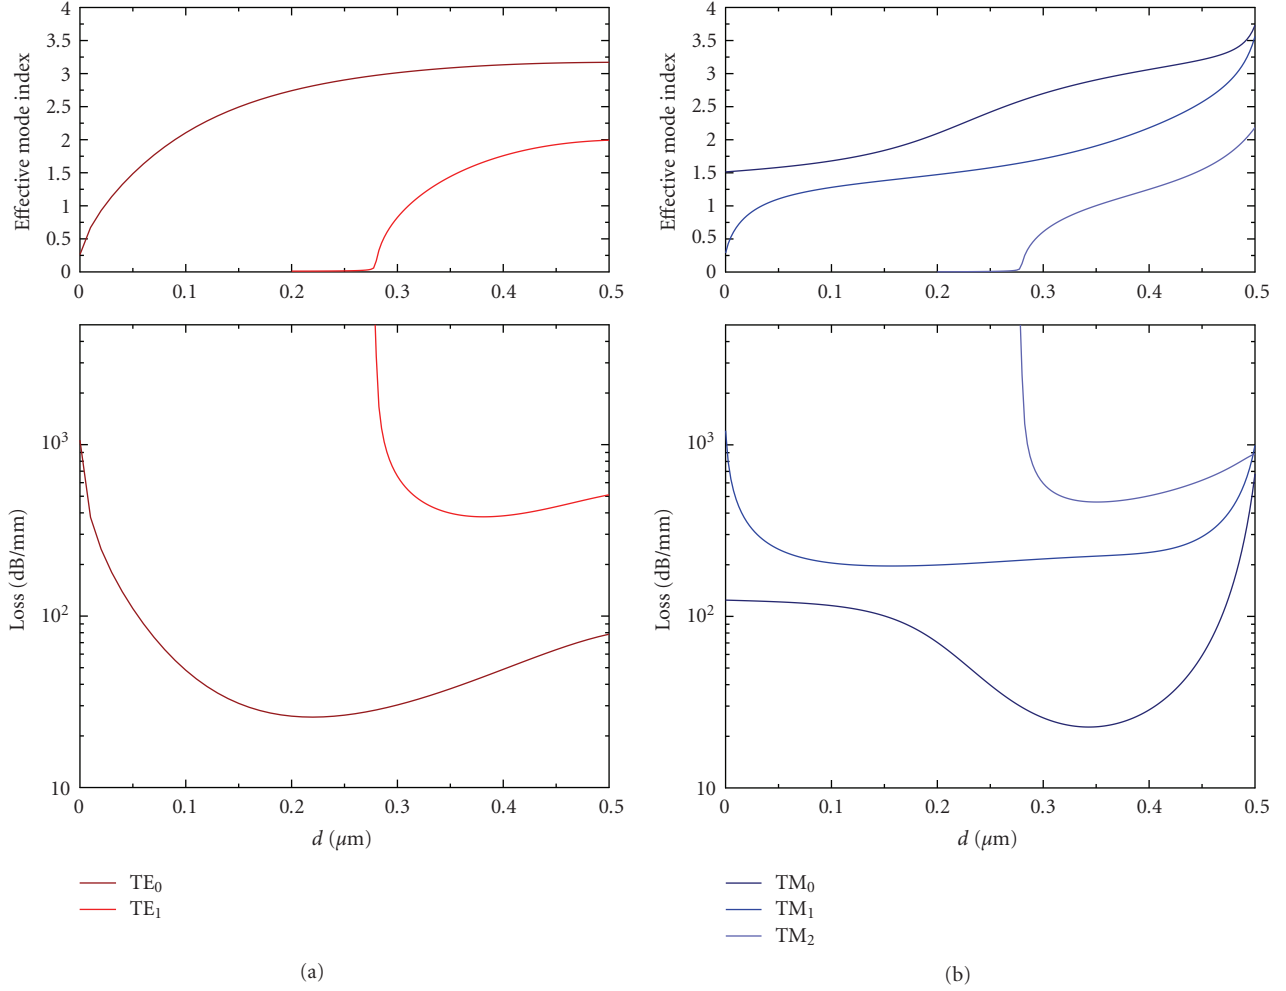 Effective mode index
4
3.5
3
2.5
2
1.5
1
0.5
0
0 0.1 0.2 0.3 0.4 0.5
Loss (dB/mm)
10³
10²
10
0 0.1 0.2 0.3 0.4 0.5
d (μm)
TE₀
TE₁
(a)
Effective mode index
4
3.5
3
2.5
2
1.5
1
0.5
0
0 0.1 0.2 0.3 0.4 0.5
Loss (dB/mm)
10³
10²
10
0 0.1 0.2 0.3 0.4 0.5
d (μm)
TM₀
TM₁
TM₂
(b)